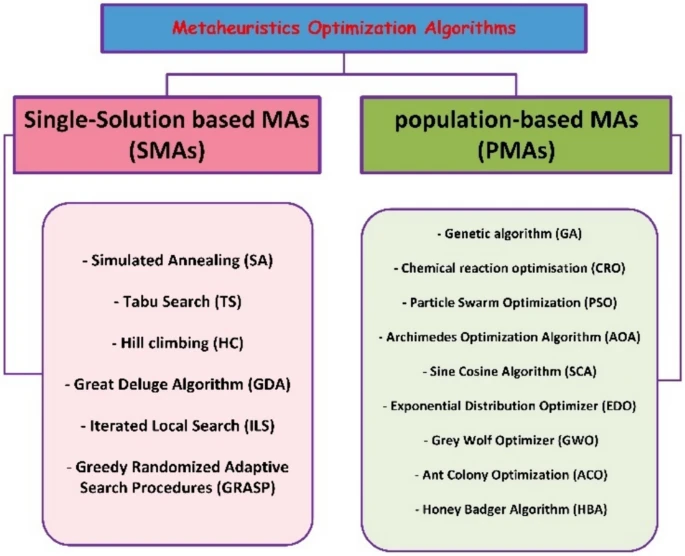 Metaheuristics Optimization Algorithms
Single-Solution based MAs
(SMAs)
population-based MAs
(PMAs)
- Simulated Annealing (SA)
- Tabu Search (TS)
- Hill climbing (HC)
- Great Deluge Algorithm (GDA)
- Iterated Local Search (ILS)
- Greedy Randomized Adaptive
Search Procedures (GRASP)
- Genetic algorithm (GA)
- Chemical reaction optimisation (CRO)
- Particle Swarm Optimization (PSO)
- Archimedes Optimization Algorithm (AOA)
- Sine Cosine Algorithm (SCA)
- Exponential Distribution Optimizer (EDO)
- Grey Wolf Optimizer (GWO)
- Ant Colony Optimization (ACO)
- Honey Badger Algorithm (HBA)